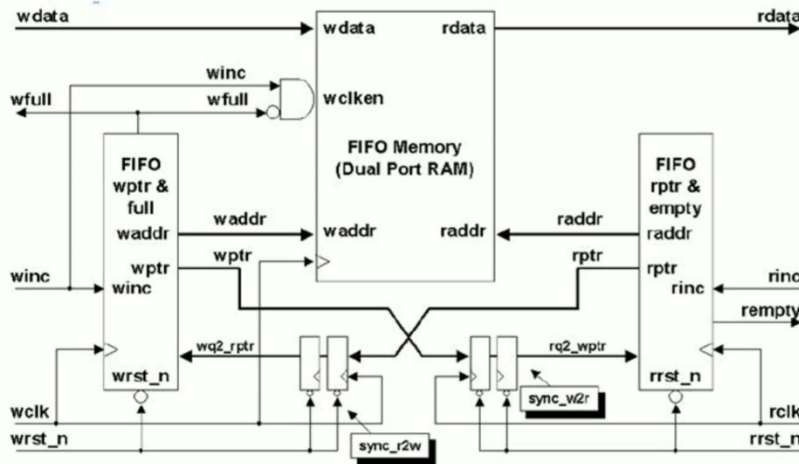 wdata
wdata
rdata
rdata
winc
wfull
wfull
wclken
FIFO Memory
(Dual Port RAM)
FIFO
wptr &
full
FIFO
rptr &
empty
waddr
waddr
waddr
raddr
raddr
raddr
wptr
wptr
rptr
rptr
winc
winc
rinc
rinc
rempty
wq2_rptr
rq2_wptr
wrst_n
rrst_n
sync_w2r
wclk
rclk
wrst_n
sync_r2w
rrst_n